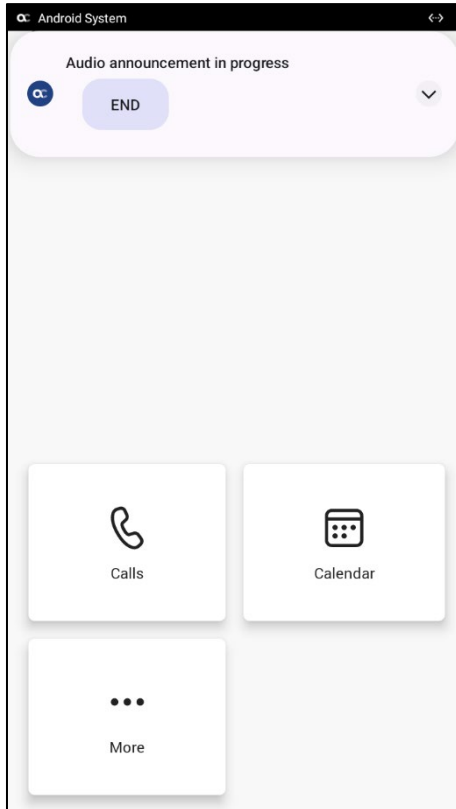 Android System
Audio announcement in progress
END
Calls
Calendar
More